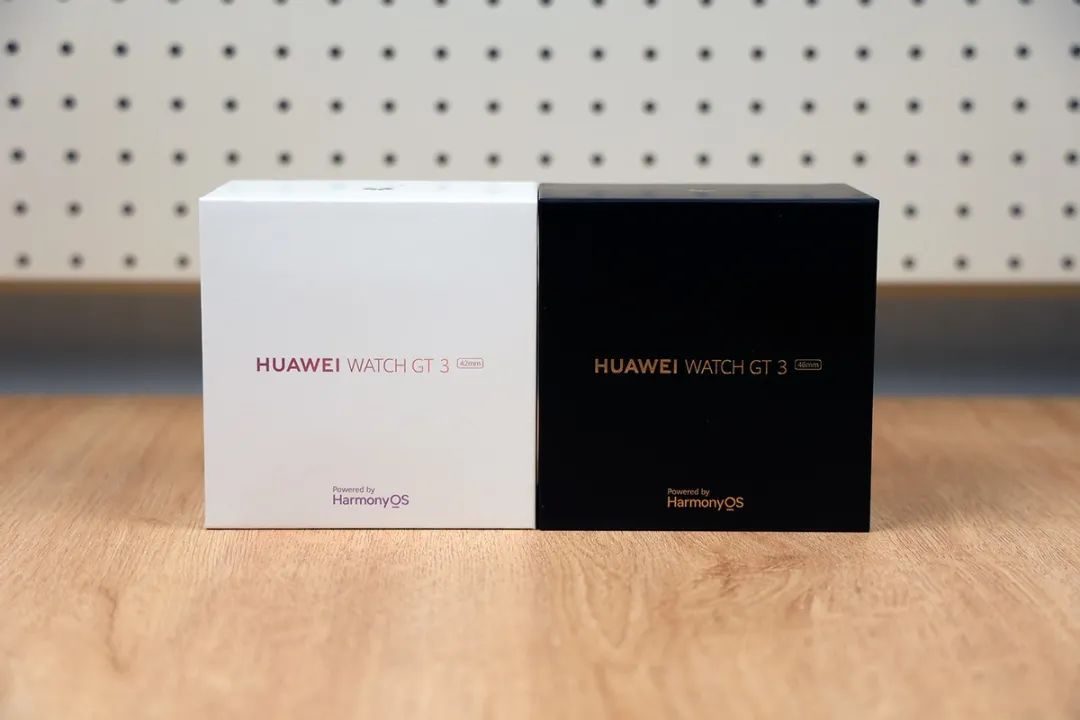 HUAWEI WATCH GT 3 42mm
Powered by
HarmonyOS
HUAWEI WATCH GT 3 46mm
Powered by
HarmonyOS